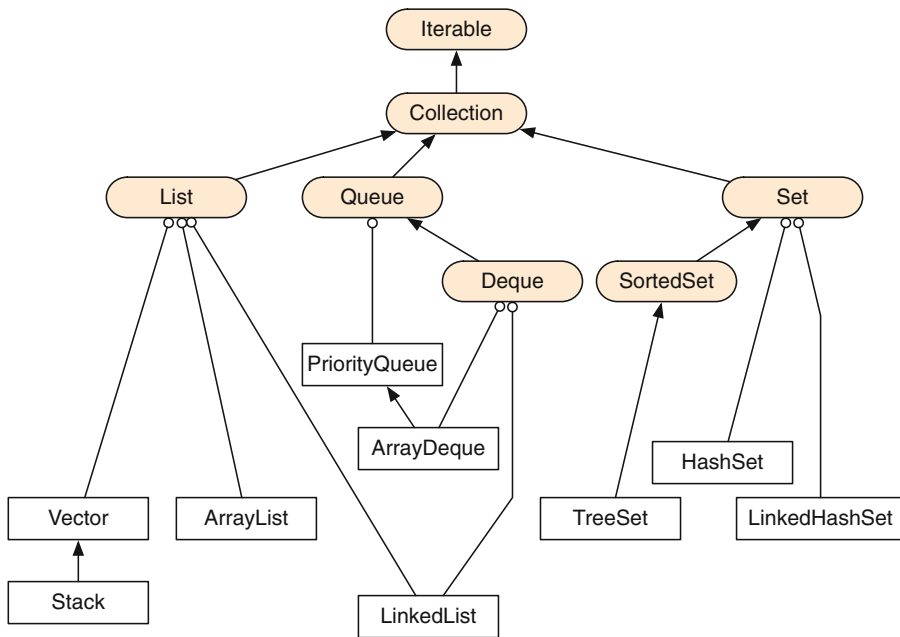 Iterable
Collection
List
Queue
Set
Deque
SortedSet
PriorityQueue
ArrayDeque
HashSet
Vector
ArrayList
TreeSet
LinkedHashSet
Stack
LinkedList